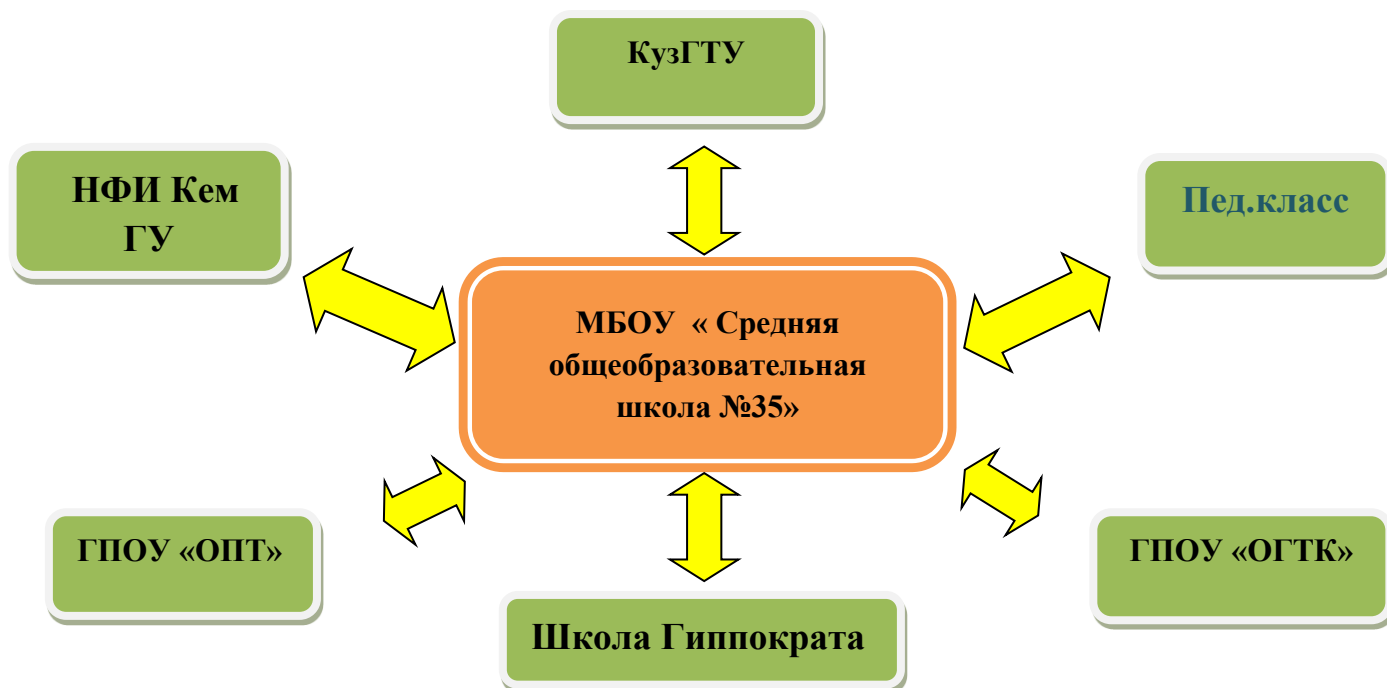 КузГТУ
НФИ Кем
ГУ
Пед.класс
МБОУ « Средняя
общеобразовательная
школа №35»
ГПОУ «ОПТ»
ГПОУ «ОГТК»
Школа Гиппократа